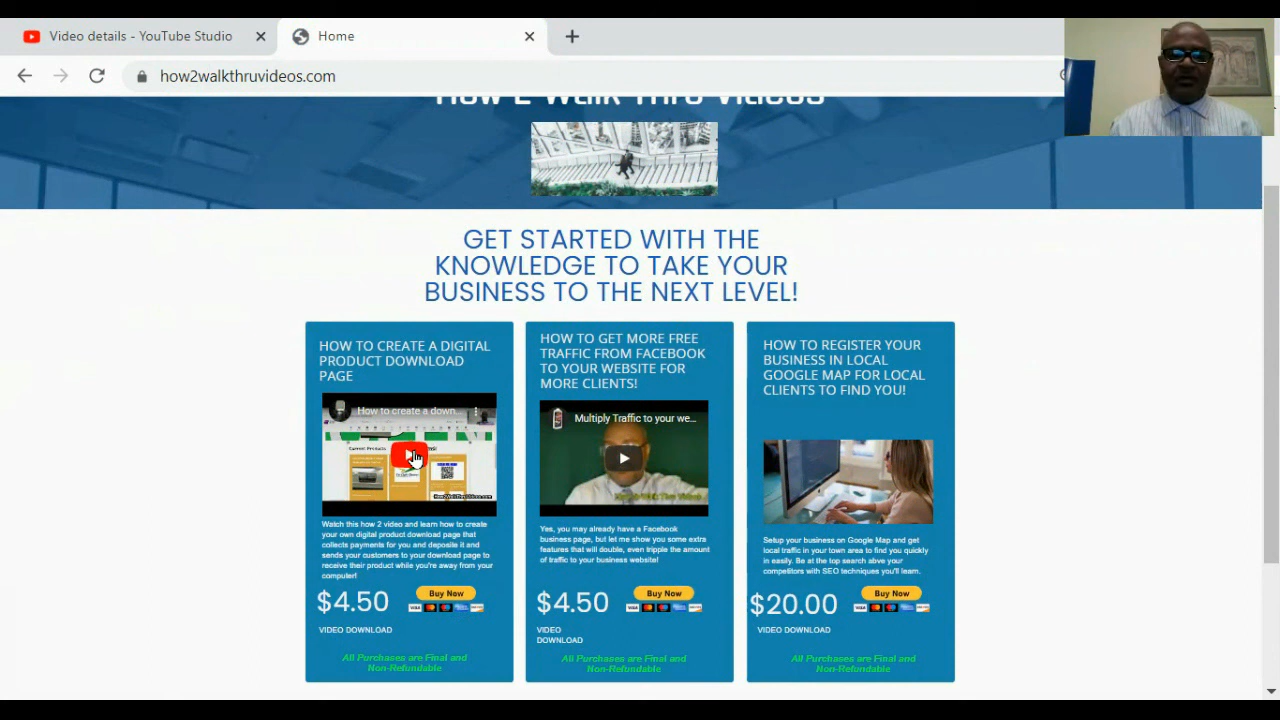 Video details - YouTube Studio
Home
how2walkthruvideos.com
How 2 Walk Thru Videos
GET STARTED WITH THE
KNOWLEDGE TO TAKE YOUR
BUSINESS TO THE NEXT LEVEL!
HOW TO CREATE A DIGITAL
PRODUCT DOWNLOAD
PAGE
How to create a down...
Current Products
Watch this how 2 video and learn how to create
your own digital product download page that
collects payments for you and deposite it and
sends your customers to your download page to
receive their product while you're away from your
computer!
$4.50
Buy Now
VIDEO DOWNLOAD
All Purchases are Final and
Non-Refundable
HOW TO GET MORE FREE
TRAFFIC FROM FACEBOOK
TO YOUR WEBSITE FOR
MORE CLIENTS!
Multiply Traffic to your we...
How 2 Walk Thru Videos
Yes, you may already have a Facebook
business page, but let me show you some extra
features that will double, even tripple the amount
of traffic to your business website!
$4.50
Buy Now
VIDEO
DOWNLOAD
All Purchases are Final and
Non-Refundable
HOW TO REGISTER YOUR
BUSINESS IN LOCAL
GOOGLE MAP FOR LOCAL
CLIENTS TO FIND YOU!
Setup your business on Google Map and get
local traffic in your town area to find you quickly
in easily. Be at the top search abve your
competitors with SEO techniques you'll learn.
$20.00
Buy Now
VIDEO DOWNLOAD
All Purchases are Final and
Non-Refundable